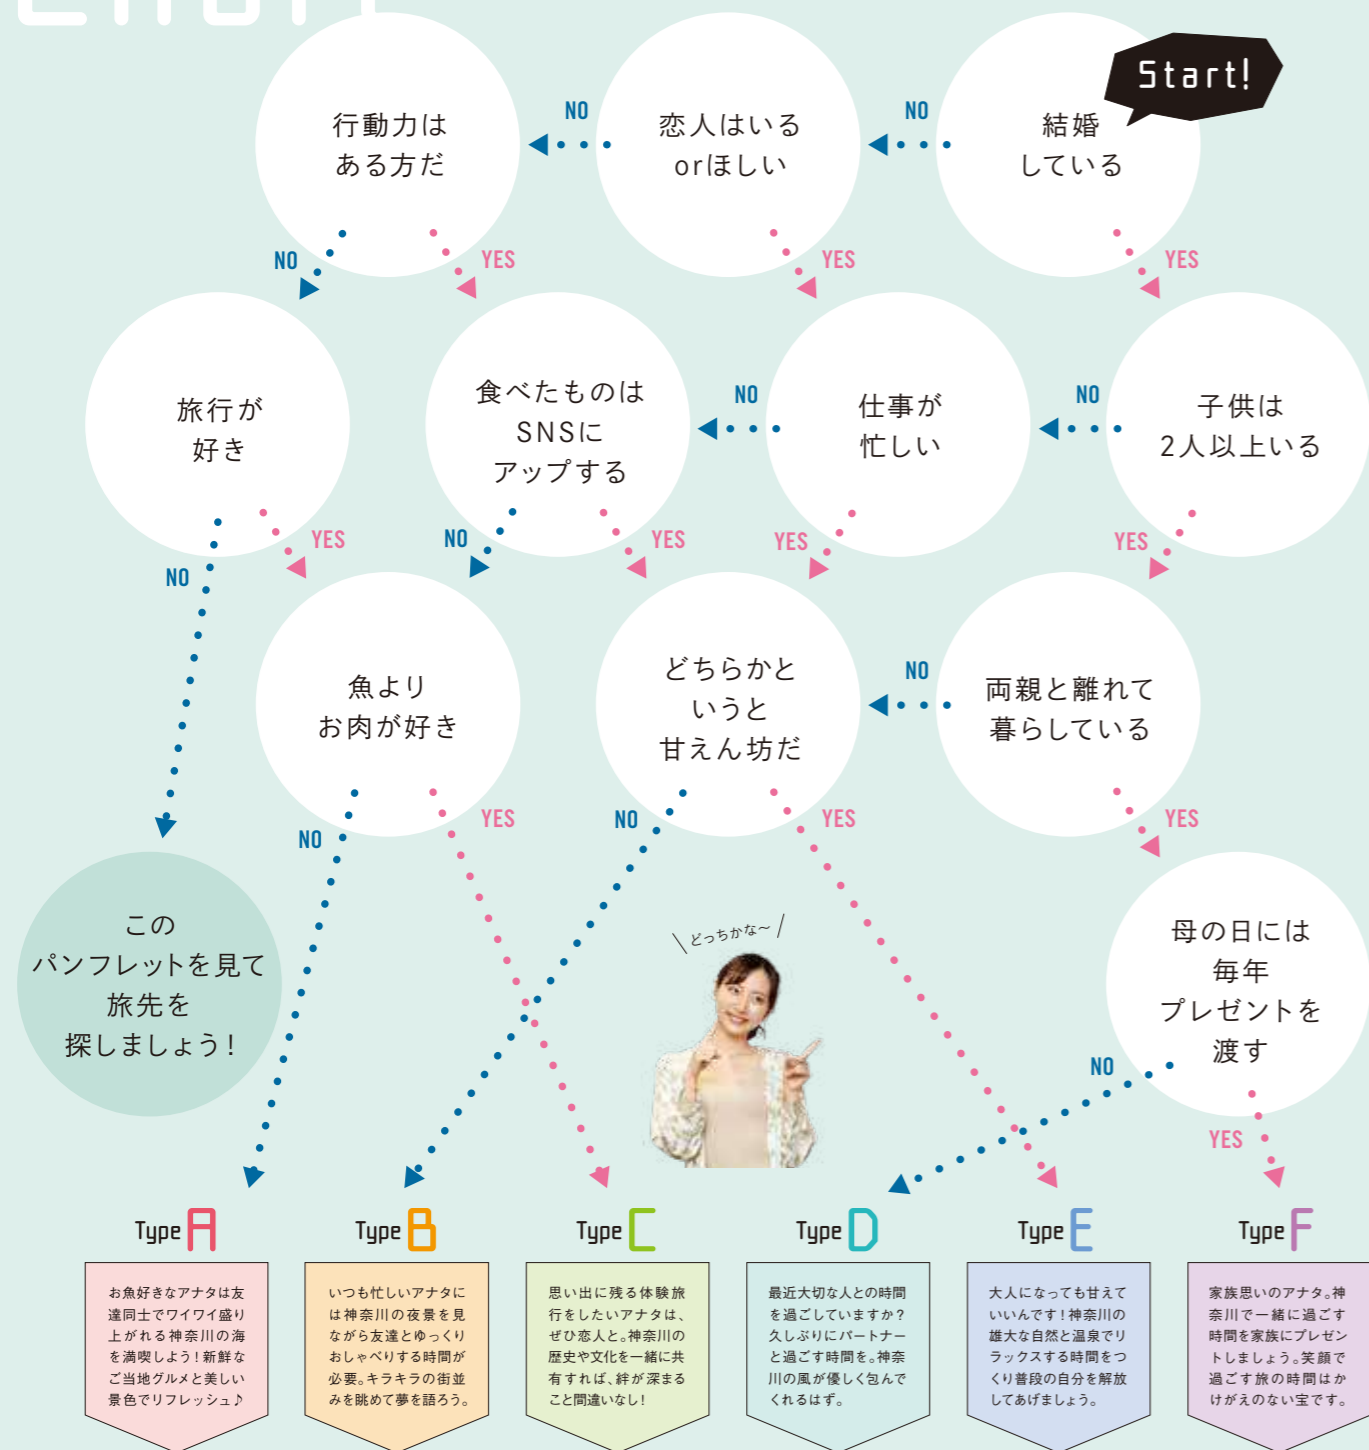 Start!
結婚
している
NO
恋人はいる
orほしい
NO
行動力は
ある方だ
NO
YES
YES
YES
旅行が
好き
食べたものは
SNSに
アップする
NO
仕事が
忙しい
NO
子供は
2人以上いる
NO
YES
NO
YES
YES
YES
魚より
お肉が好き
どちらかと
いうと
甘えん坊だ
NO
両親と離れて
暮らしている
NO
YES
NO
YES
YES
この
パンフレットを見て
旅先を
探しましょう!
どっちかな〜
母の日には
毎年
プレゼントを
渡す
NO
YES
Type A
お魚好きなアナタは友
達同士でワイワイ盛り
上がれる神奈川の海
を満喫しよう!新鮮な
ご当地グルメと美しい
景色でリフレッシュ♪
Type B
いつも忙しいアナタに
は神奈川の夜景を見
ながら友達とゆっくり
おしゃべりする時間が
必要。キラキラの街並
みを眺めて夢を語ろう。
Type C
思い出に残る体験旅
行をしたいアナタは、
ぜひ恋人と。神奈川の
歴史や文化を一緒に共
有すれば、絆が深まる
こと間違いなし!
Type D
最近大切な人との時間
を過ごしていますか?
久しぶりにパートナー
と過ごす時間を。神奈
川の風が優しく包んで
くれるはず。
Type E
大人になっても甘えて
いいんです!神奈川の
雄大な自然と温泉でリ
ラックスする時間をつ
くり普段の自分を解放
してあげましょう。
Type F
家族思いのアナタ。神
奈川で一緒に過ごす
時間を家族にプレゼン
トしましょう。笑顔で
過ごす旅の時間はか
けがえのない宝です。